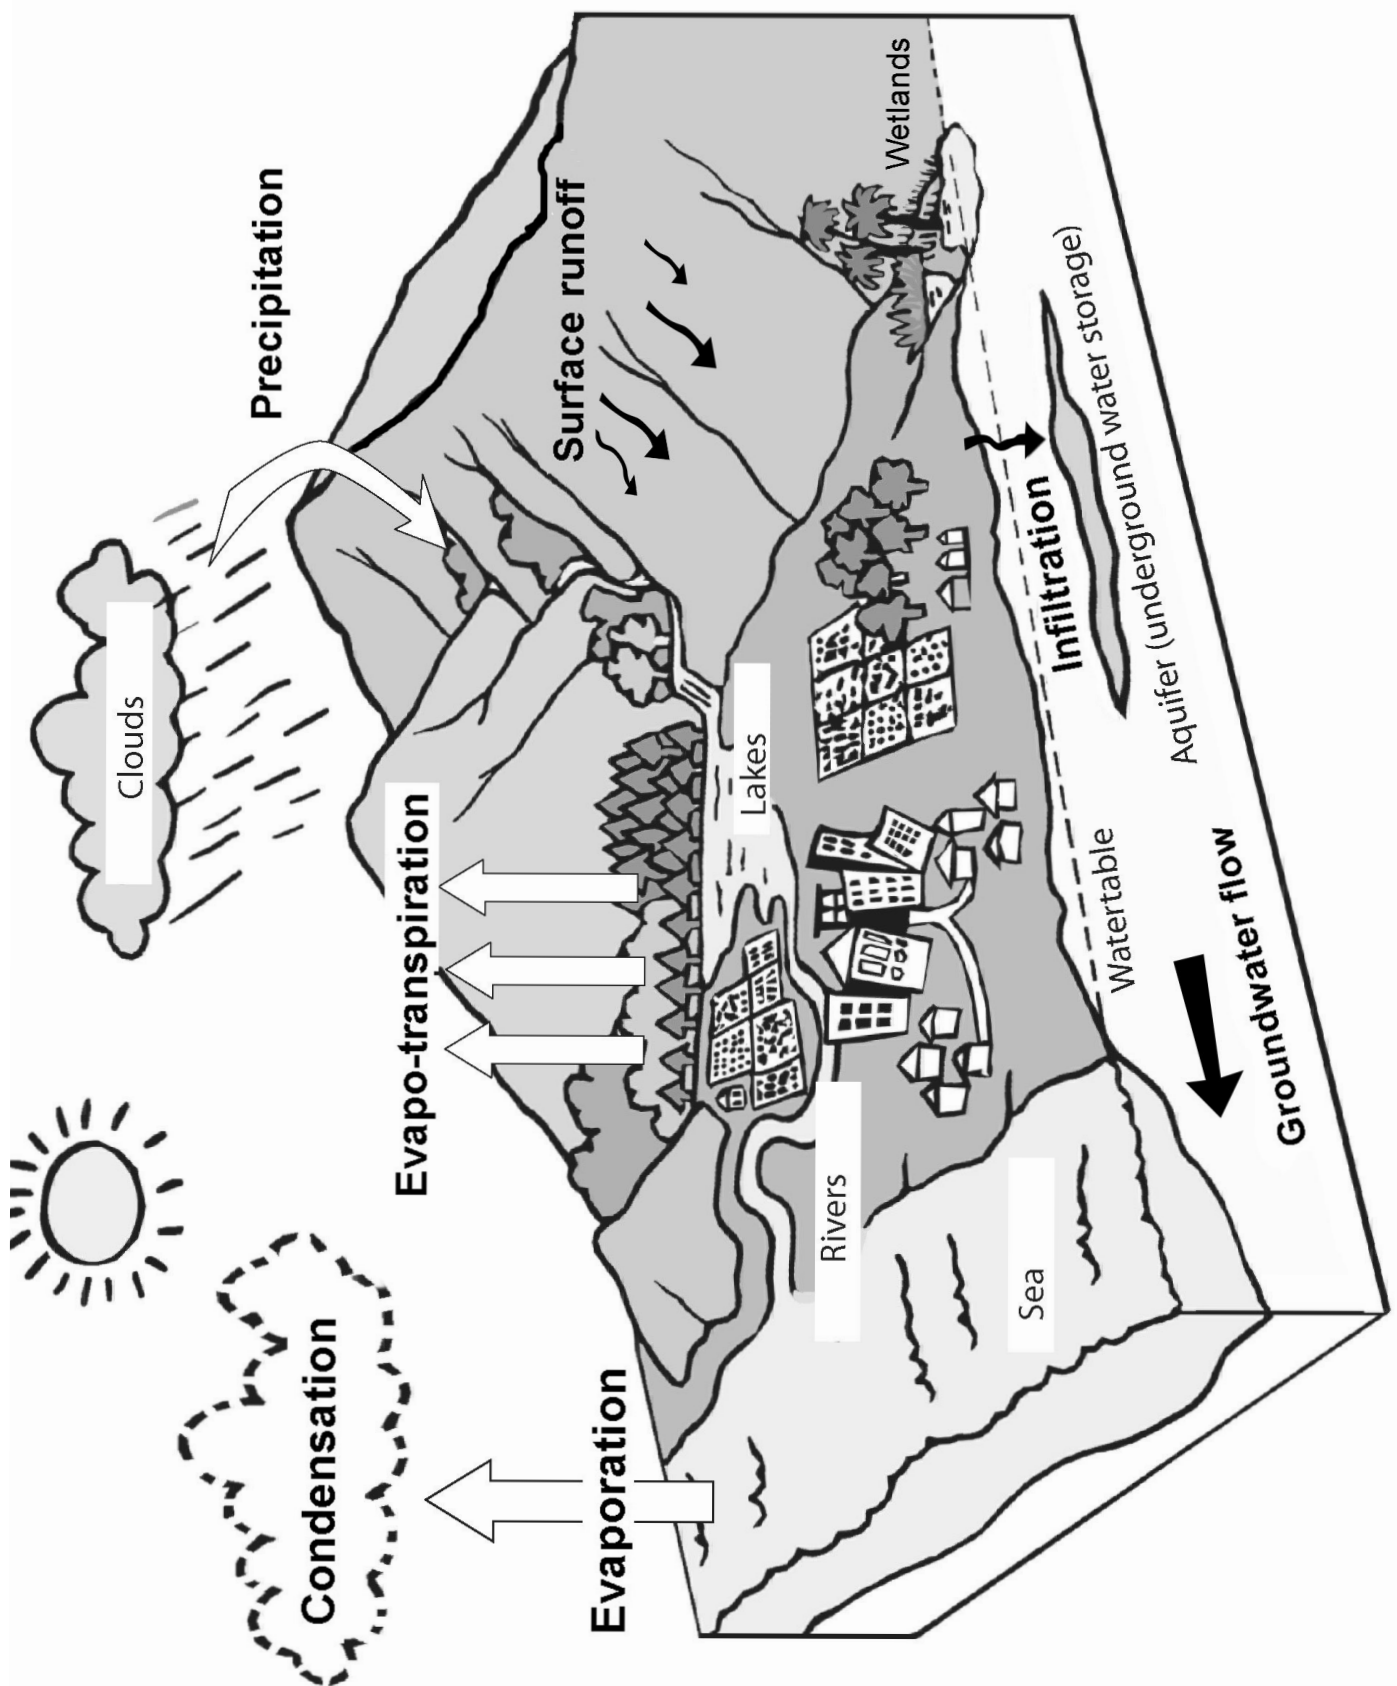 Clouds
Precipitation
Condensation
Evapo-transpiration
Evaporation
Surface runoff
Lakes
Wetlands
Rivers
Sea
Infiltration
Watertable
Aquifer (underground water storage)
Groundwater flow